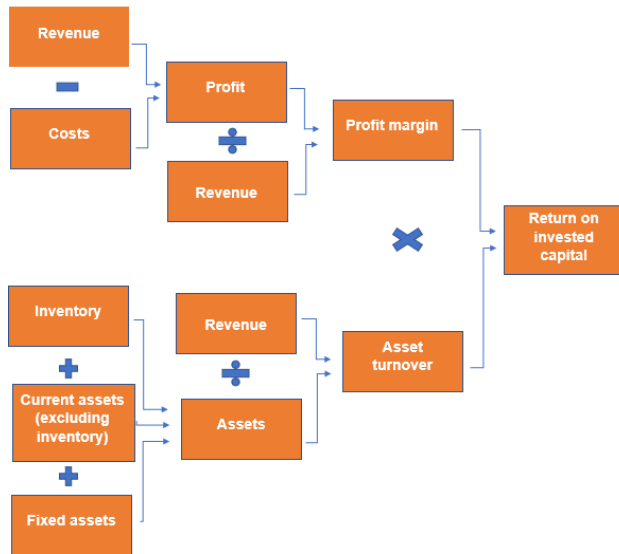 Revenue
Costs
Profit
Revenue
Profit margin
Return on
invested
capital
Inventory
Current assets
(excluding
inventory)
Fixed assets
Revenue
Assets
Asset
turnover